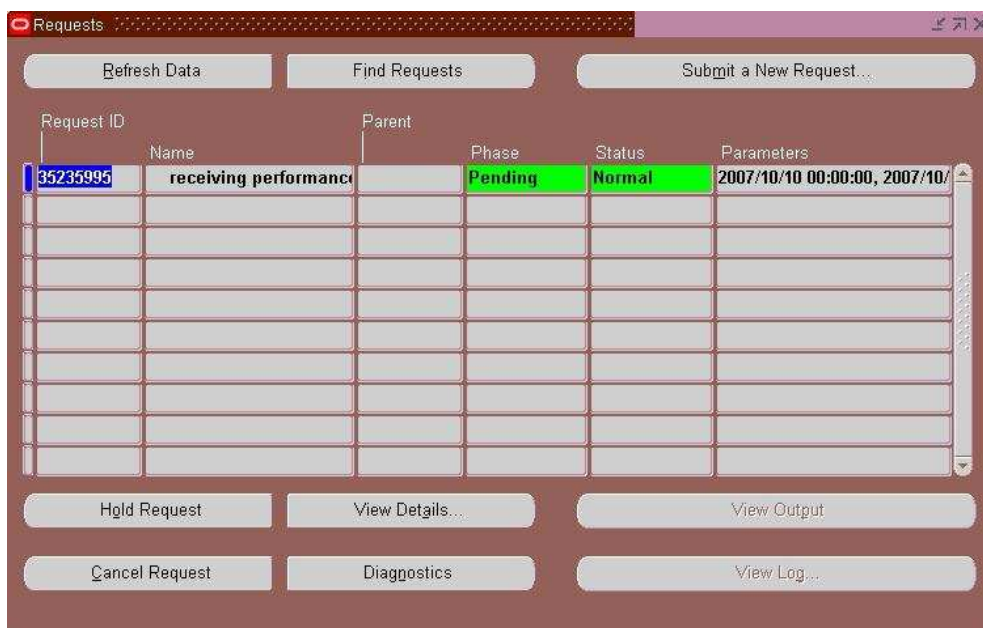 Requests
Refresh Data Find Requests Submit a New Request...
Request ID Parent
Name Phase Status Parameters
35235995 receiving performanc Pending Normal 2007/10/10 00:00:00, 2007/10/
Hold Request View Details... View Output
Cancel Request Diagnostics View Log...